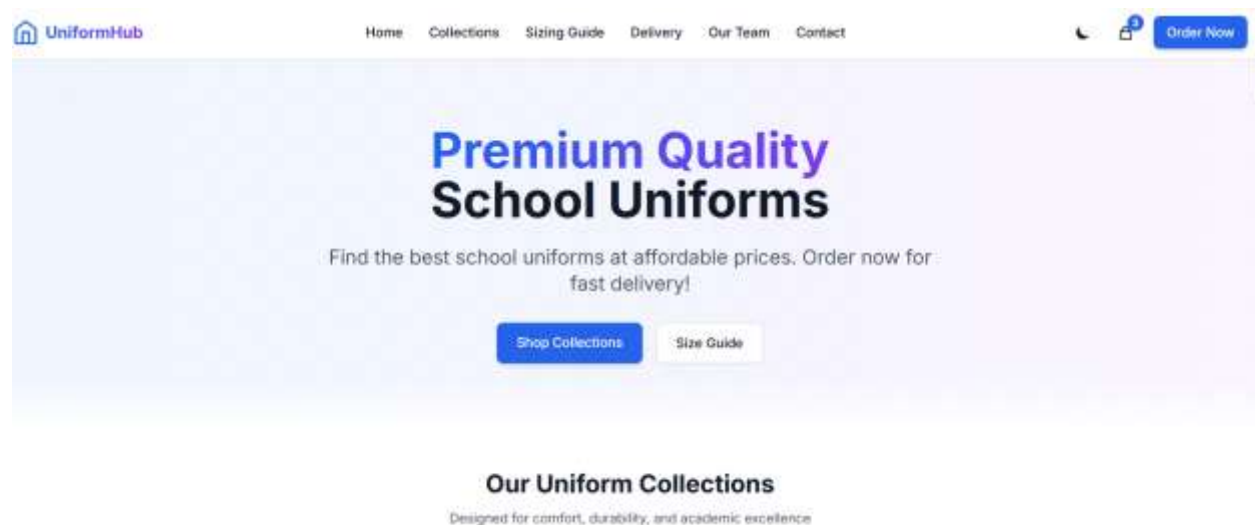 UniformHub
Home Collections Sizing Guide Delivery Our Team Contact
3
Order Now
Premium Quality
School Uniforms
Find the best school uniforms at affordable prices. Order now for
fast delivery!
Shop Collections Size Guide
Our Uniform Collections
Designed for comfort, durability, and academic excellence